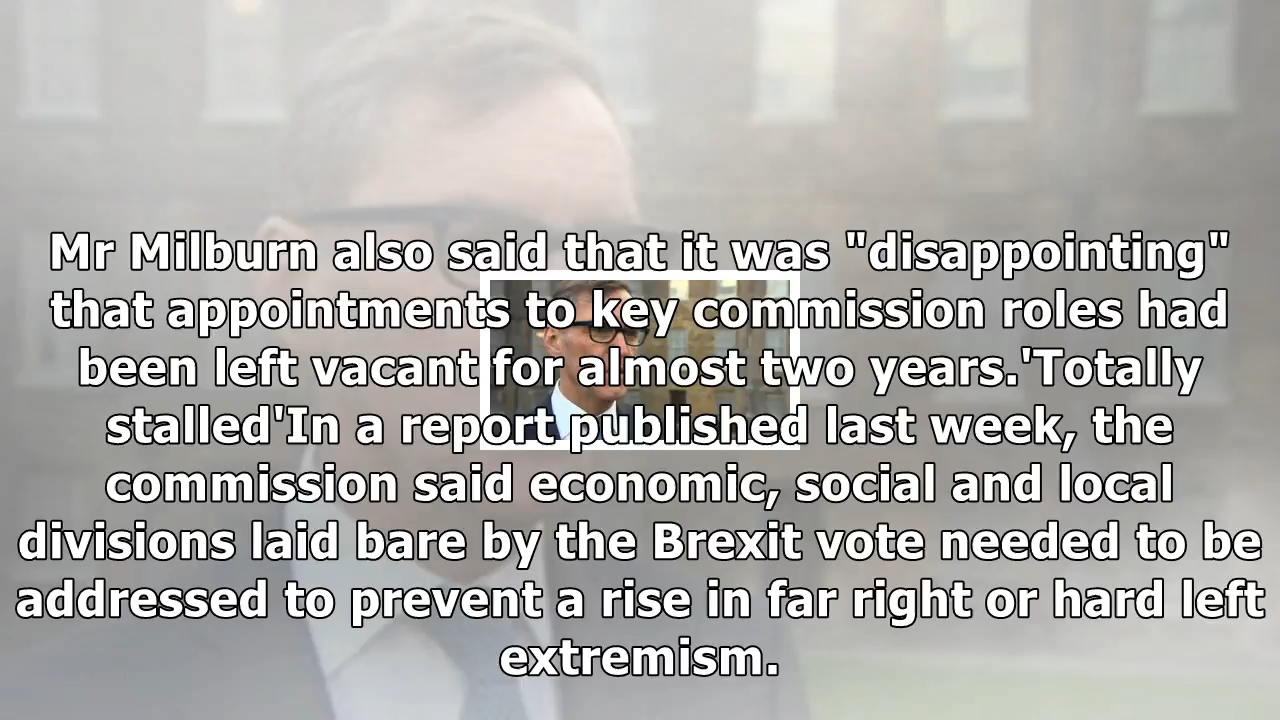 Mr Milburn also said that it was "disappointing"
that appointments to key commission roles had
been left vacant for almost two years.'Totally
stalled'In a report published last week, the
commission said economic, social and local
divisions laid bare by the Brexit vote needed to be
addressed to prevent a rise in far right or hard left
extremism.